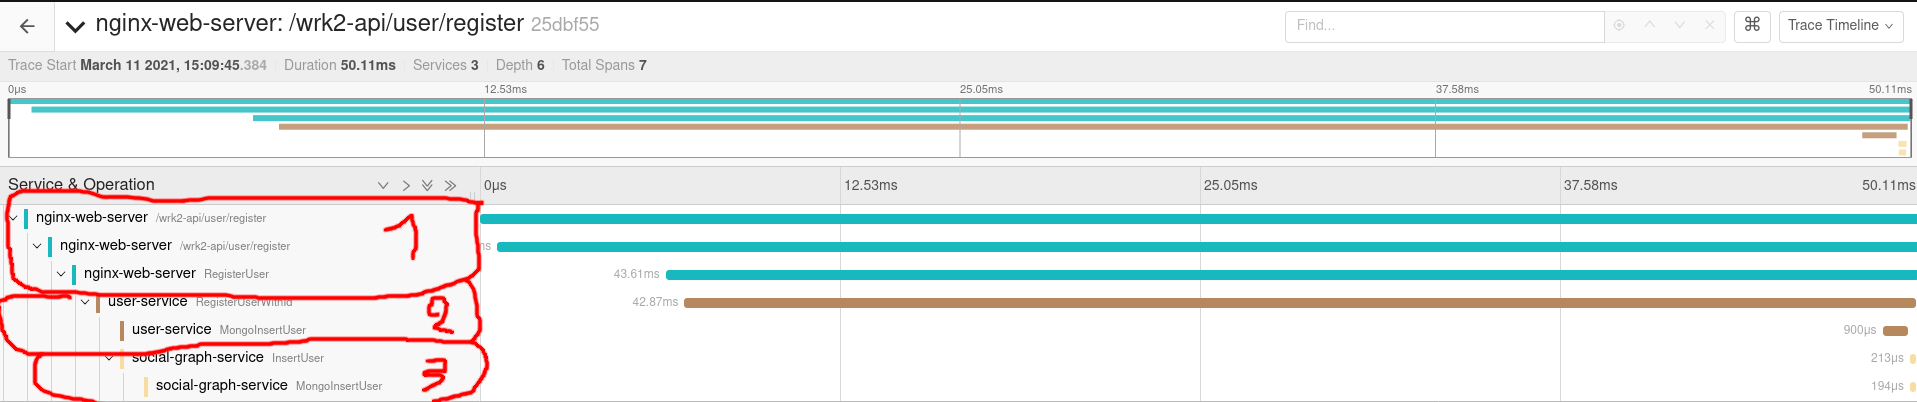 nginx-web-server: /wrk2-api/user/register 25dbf55
Find...
⌘
Trace Timeline
Trace Start March 11 2021, 15:09:45.384 Duration 50.11ms Services 3 Depth 6 Total Spans 7
0μs 12.53ms 25.05ms 37.58ms 50.11ms
Service & Operation 0μs 12.53ms 25.05ms 37.58ms 50.11ms
nginx-web-server /wrk2-api/user/register
1
nginx-web-server /wrk2-api/user/register ms
nginx-web-server RegisterUser 43.61ms
user-service RegisterUserWithId 42.87ms
2
user-service MongoInsertUser 900μs
social-graph-service InsertUser 213μs
3
social-graph-service MongoInsertUser 194μs